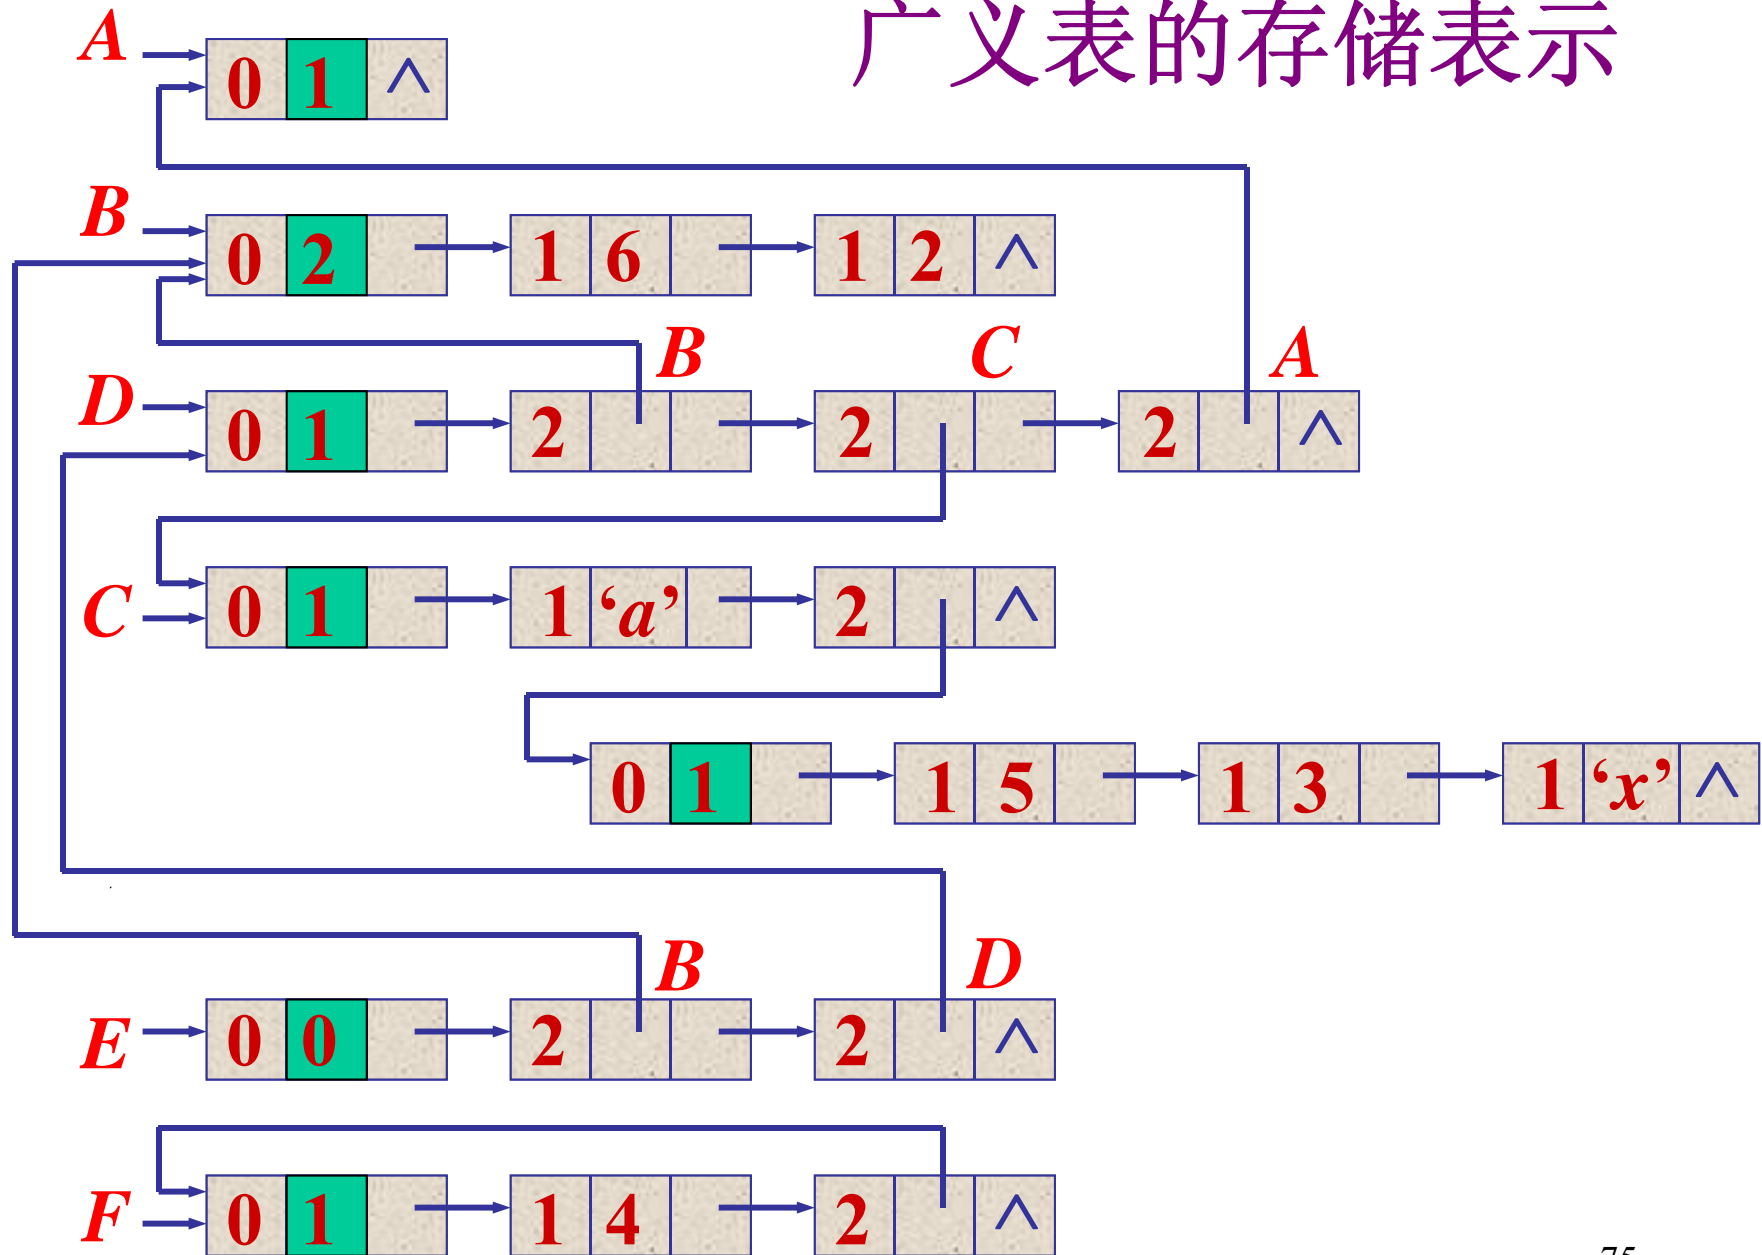 广义表的存储表示
A 0 1 ∧
B 0 2 1 6 1 2 ∧
B C A
D 0 1 2 2 2 ∧
C 0 1 1 ‘a’ 2 ∧
0 1 1 5 1 3 1 ‘x’ ∧
B D
E 0 0 2 2 ∧
F 0 1 1 4 2 ∧
75